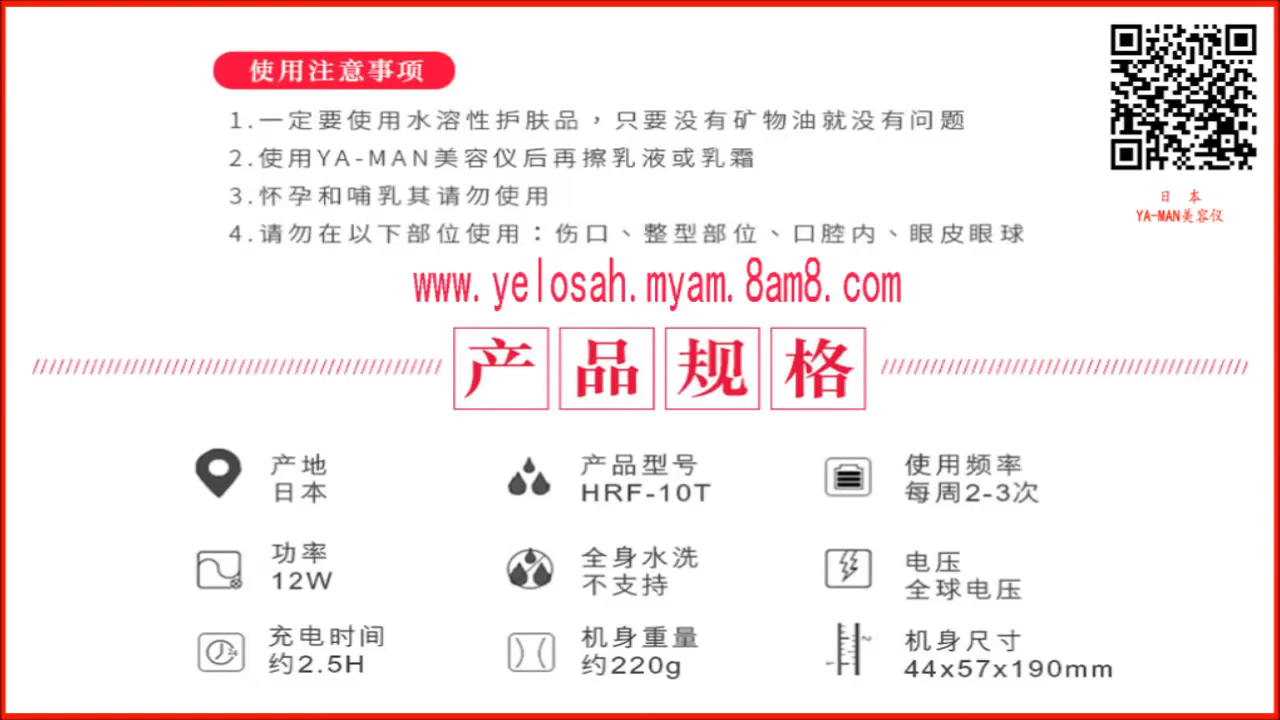 使用注意事项
1.一定要使用水溶性护肤品，只要没有矿物油就没有问题
2.使用YA-MAN美容仪后再擦乳液或乳霜
3.怀孕和哺乳其请勿使用
4.请勿在以下部位使用：伤口、整型部位、口腔内、眼皮眼球
日 本
YA-MAN美容仪
www.yelosah.myam.8am8.com
产品规格
产地
日本
产品型号
HRF-10T
使用频率
每周2-3次
功率
12W
全身水洗
不支持
电压
全球电压
充电时间
约2.5H
机身重量
约220g
机身尺寸
44x57x190mm